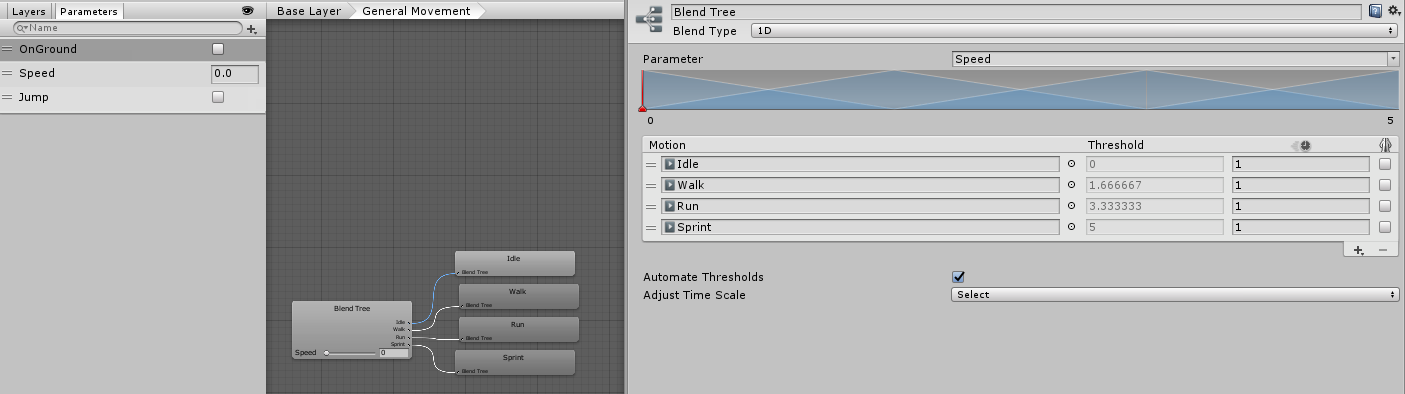 Layers Parameters
Name
OnGround
Speed 0.0
Jump
Base Layer General Movement
Idle
Blend Tree
Walk
Blend Tree
Run
Blend Tree
Sprint
Blend Tree
Blend Tree
Idle
Walk
Run
Sprint
Speed 0
Blend Tree
Blend Type 1D
Parameter Speed
0 5
Motion Threshold
Idle 0 1
Walk 1.666667 1
Run 3.333333 1
Sprint 5 1
Automate Thresholds
Adjust Time Scale Select